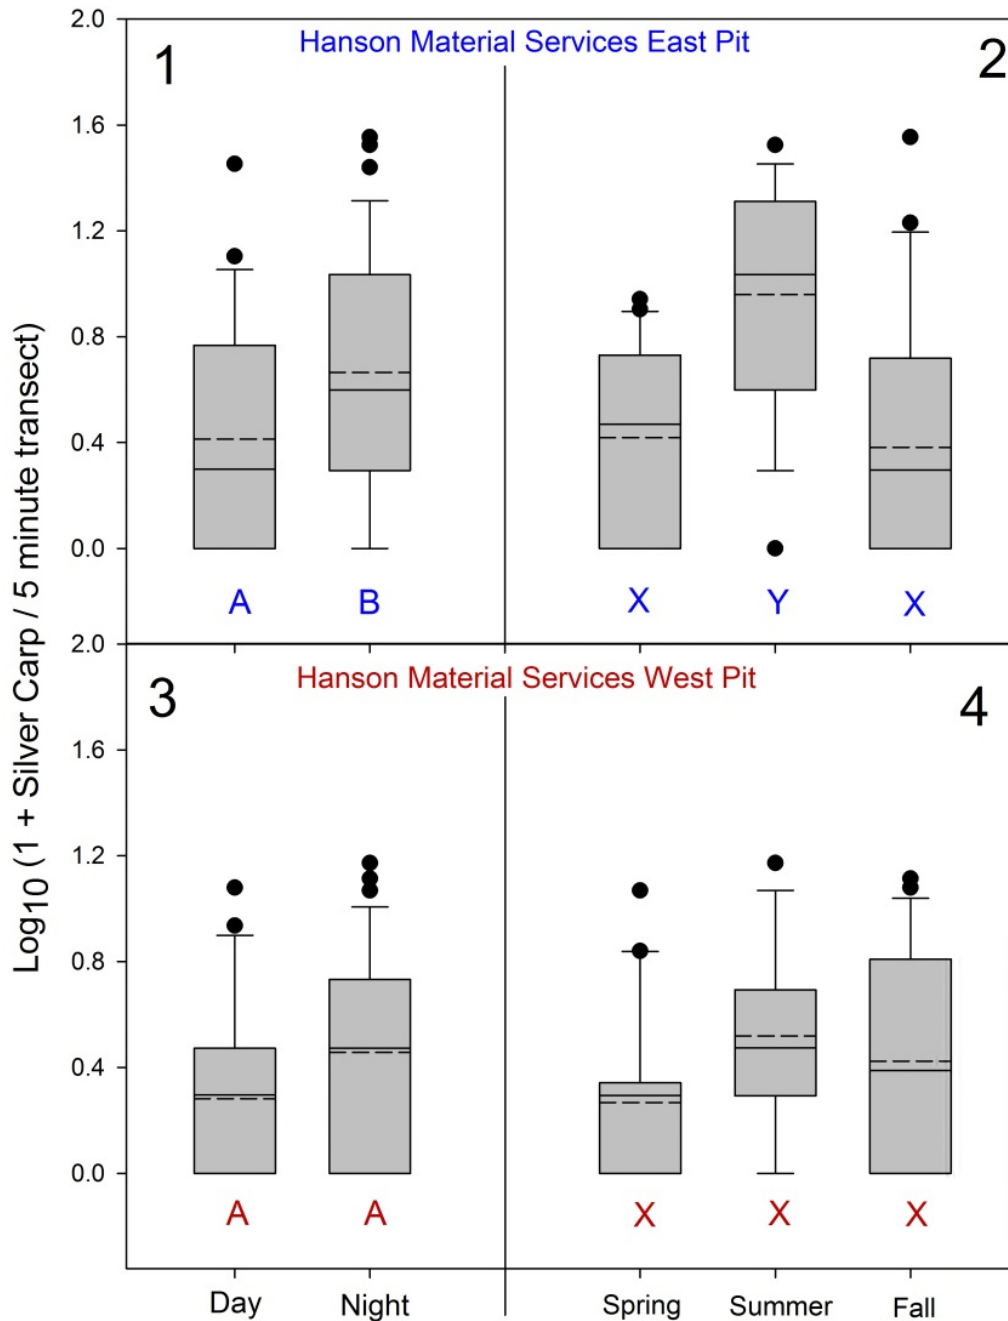 Log10 (1 + Silver Carp / 5 minute transect)
Hanson Material Services East Pit
1
2
2.0
1.6
1.2
0.8
0.4
0.0
A
B
X
Y
X
Hanson Material Services West Pit
3
4
2.0
1.6
1.2
0.8
0.4
0.0
A
A
X
X
X
Day
Night
Spring
Summer
Fall